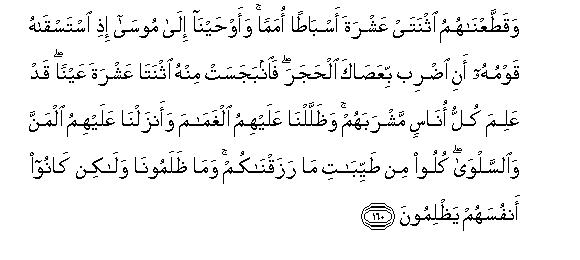 وَقَطَّعْنَٰهُمُ ٱثْنَتَىْ عَشْرَةَ أَسْبَاطًا أُمَمًا ۚ وَأَوْحَيْنَآ إِلَىٰ مُوسَىٰٓ إِذِ ٱسْتَسْقَىٰهُ
قَوْمُهُۥٓ أَنِ ٱضْرِب بِّعَصَاكَ ٱلْحَجَرَ ۖ فَٱنۢبَجَسَتْ مِنْهُ ٱثْنَتَا عَشْرَةَ عَيْنًا ۖ قَدْ
عَلِمَ كُلُّ أُنَاسٍ مَّشْرَبَهُمْ ۚ وَظَلَّلْنَا عَلَيْهِمُ ٱلْغَمَٰمَ وَأَنزَلْنَا عَلَيْهِمُ ٱلْمَنَّ
وَٱلسَّلْوَىٰ ۖ كُلُوا۟ مِن طَيِّبَٰتِ مَا رَزَقْنَٰكُمْ ۚ وَمَا ظَلَمُونَا وَلَٰكِن كَانُوٓا۟
أَنفُسَهُمْ يَظْلِمُونَ ١٦٠